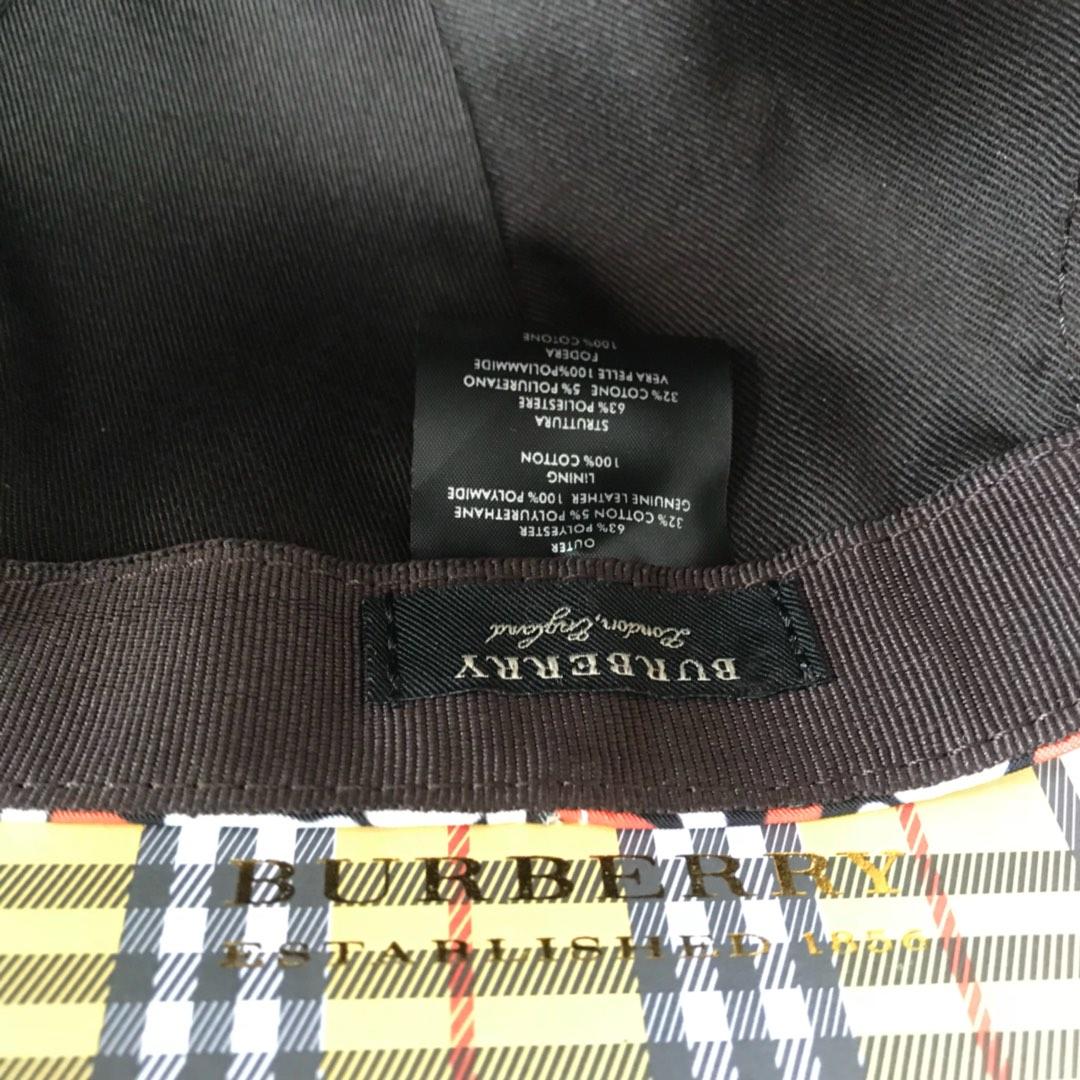 OUTER
63% POLYESTER
32% COTTON 5% POLYURETHANE
GENUINE LEATHER 100% POLYAMIDE
LINING
100% COTTON
STRUTTURA
63% POLIESTERE
32% COTONE 5% POLIURETANO
VERA PELLE 100%POLIAMMIDE
FODERA
100% COTONE
BURBERRY
London, England
BURBERRY
ESTABLISHED 1856